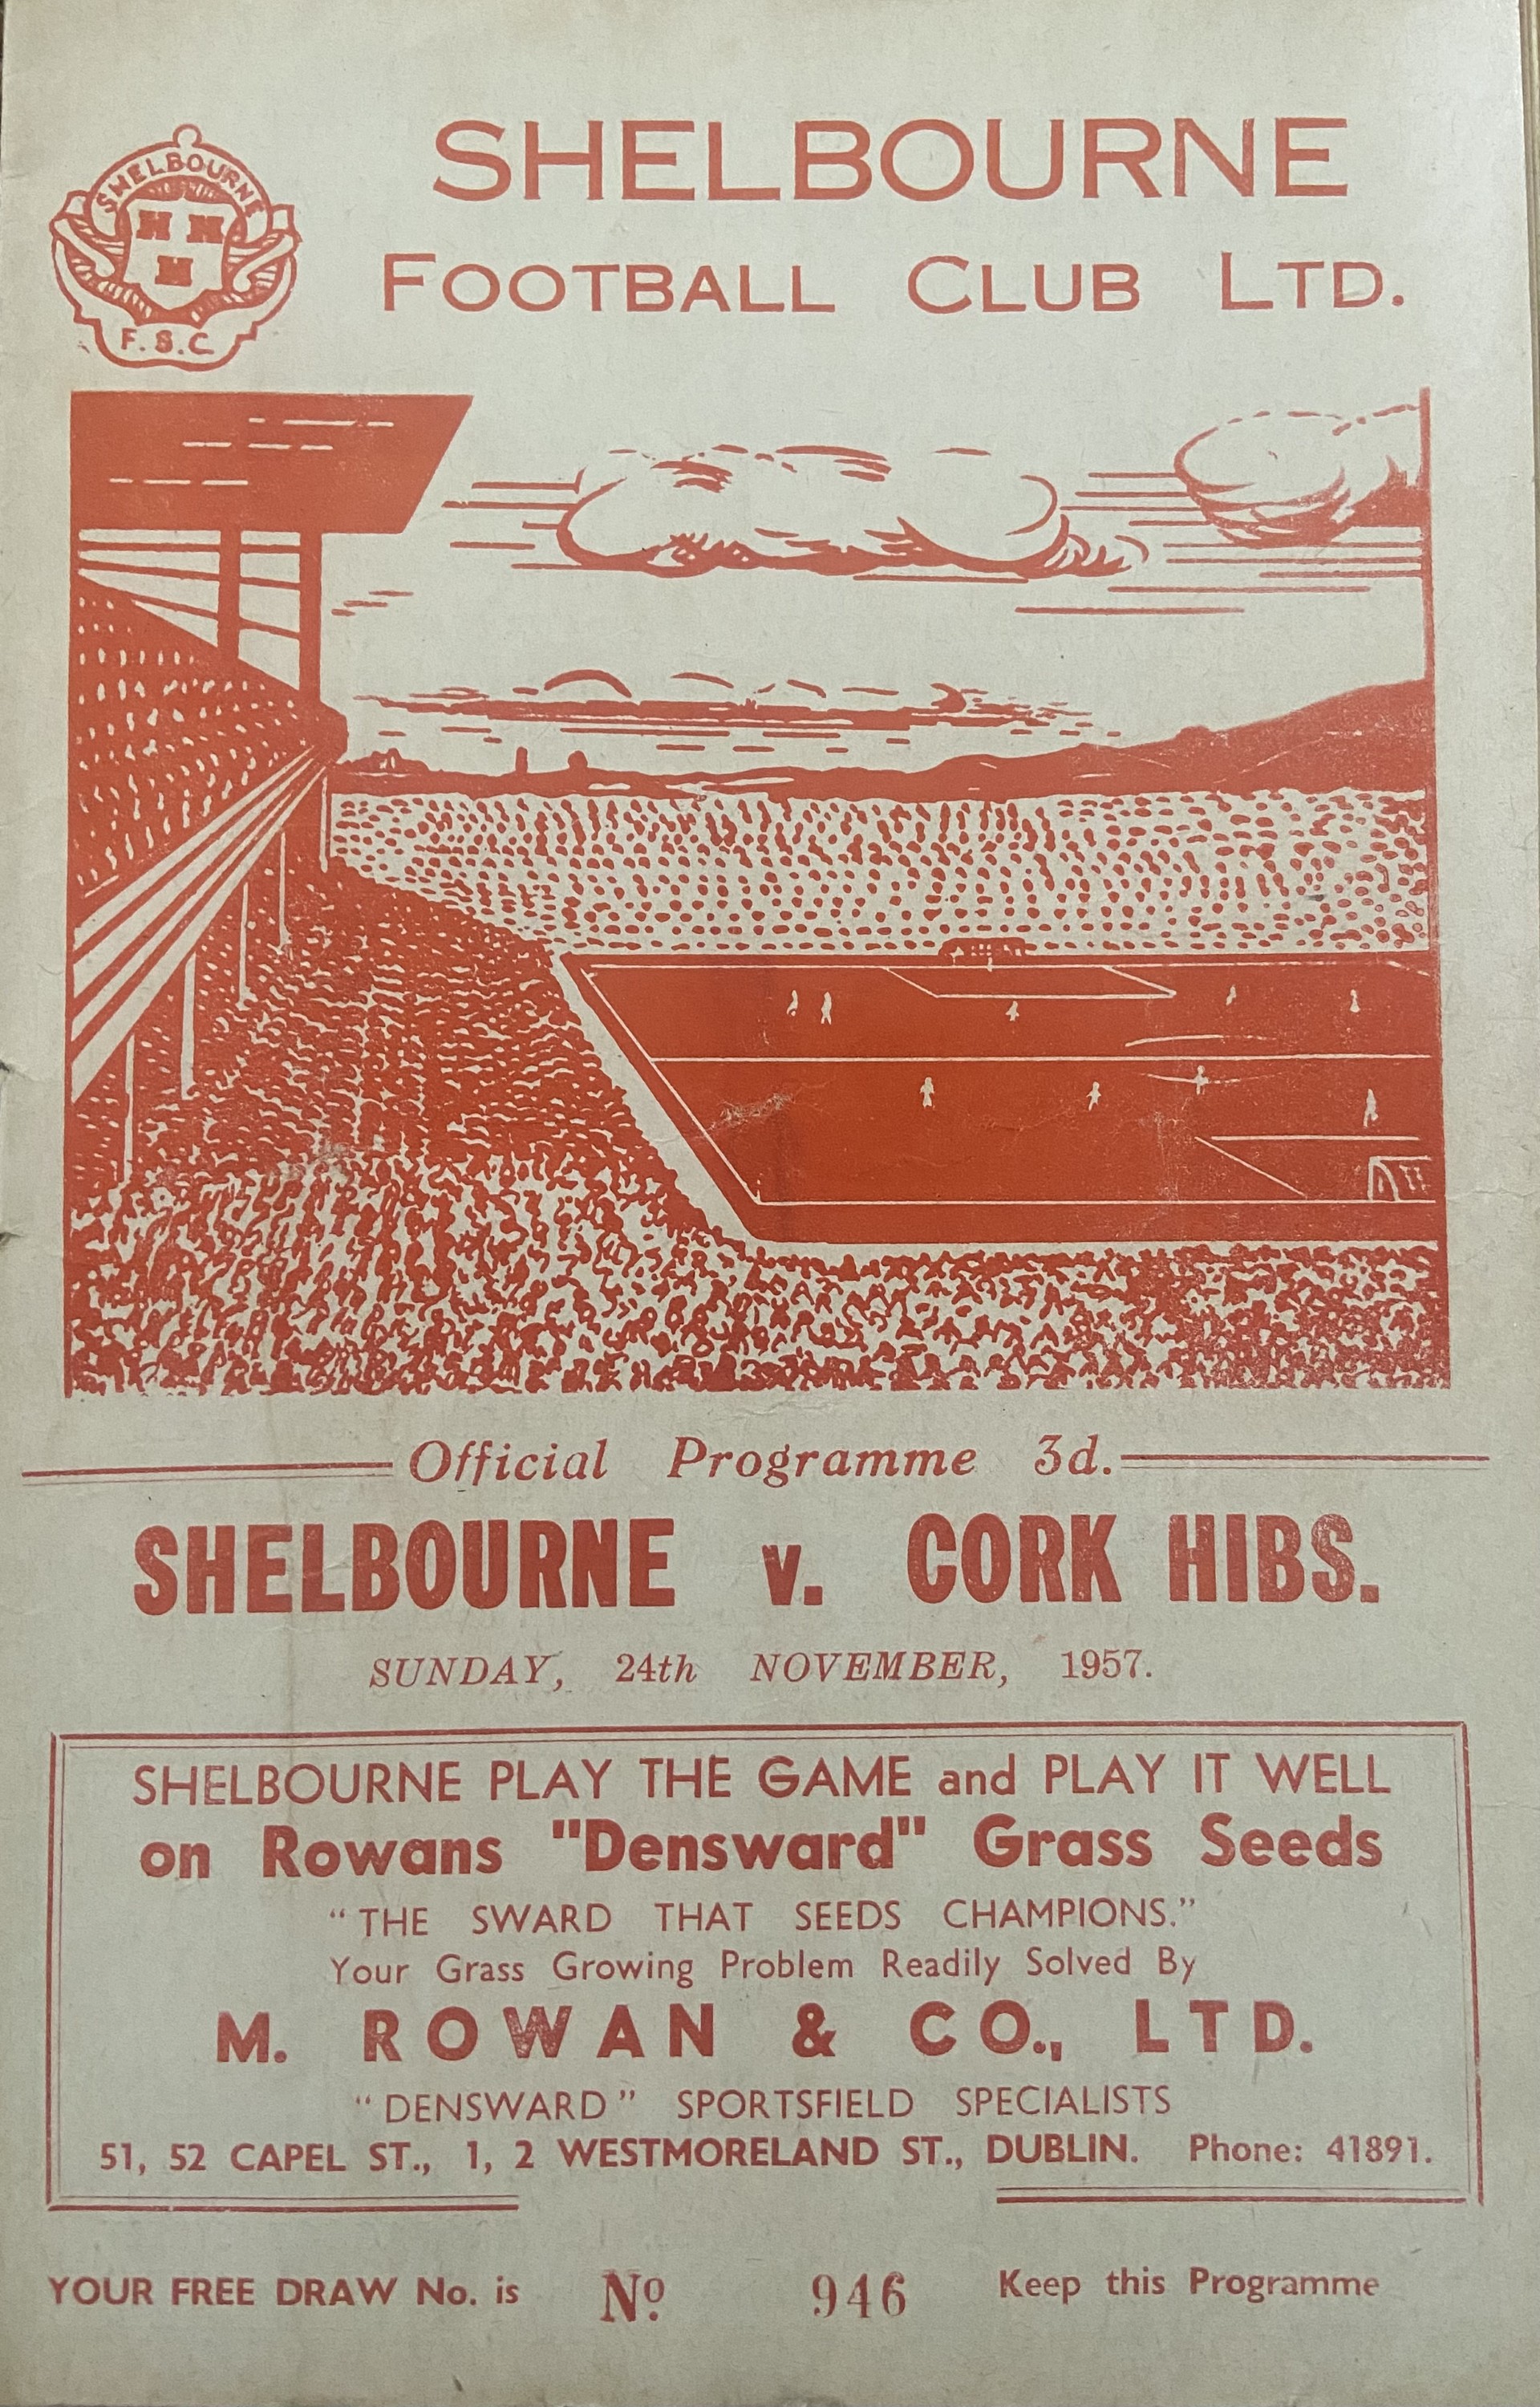 SHELBOURNE
F.S.C
SHELBOURNE
FOOTBALL CLUB LTD.
Official Programme 3d.
SHELBOURNE v. CORK HIBS.
SUNDAY, 24th NOVEMBER, 1957.
SHELBOURNE PLAY THE GAME and PLAY IT WELL
on Rowans "Densward" Grass Seeds
"THE SWARD THAT SEEDS CHAMPIONS."
Your Grass Growing Problem Readily Solved By
M. ROWAN & CO., LTD.
"DENSWARD" SPORTSFIELD SPECIALISTS
51, 52 CAPEL ST., 1, 2 WESTMORELAND ST., DUBLIN. Phone: 41891.
YOUR FREE DRAW No. is Nº 946 Keep this Programme